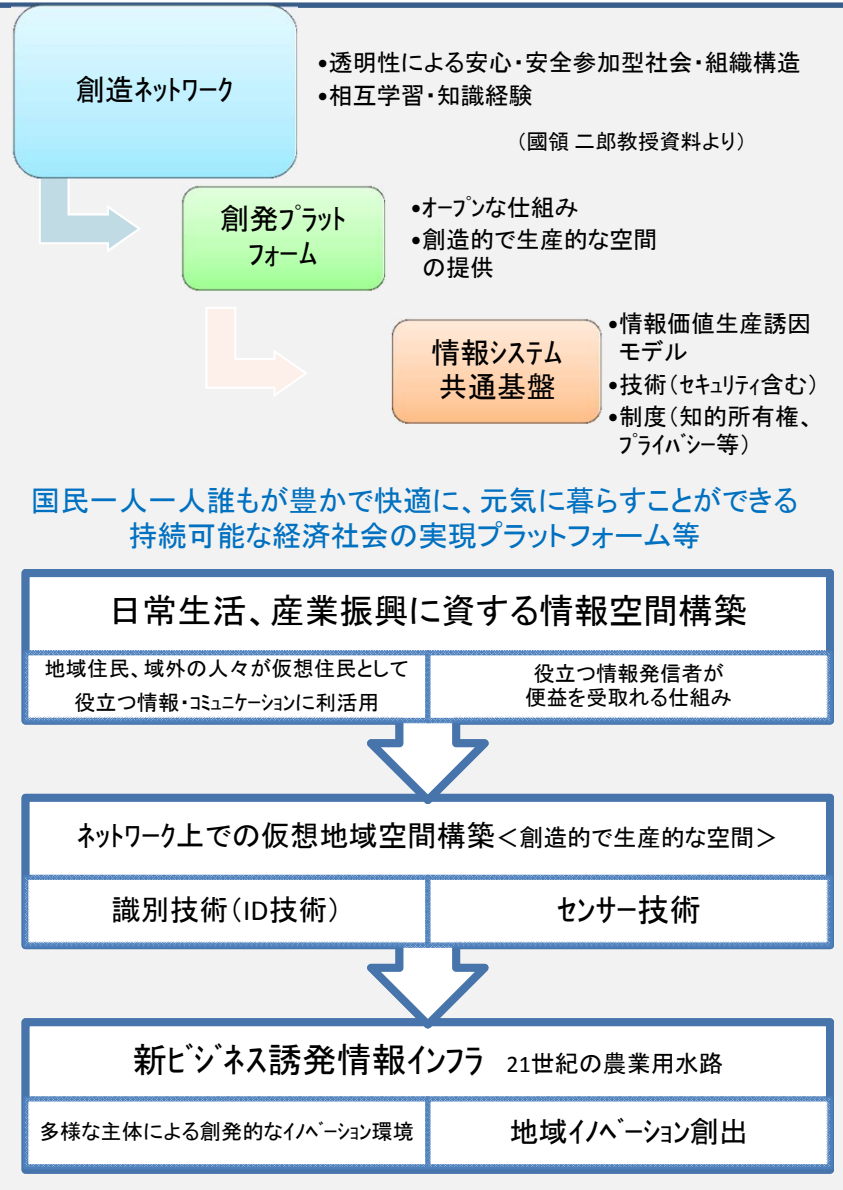 創造ネットワーク
•透明性による安心・安全参加型社会・組織構造
•相互学習・知識経験
（國領 二郎教授資料より）
創発プラット
フォーム
•オープンな仕組み
•創造的で生産的な空間
の提供
情報システム
共通基盤
•情報価値生産誘因
モデル
•技術（セキュリティ含む）
•制度（知的所有権、
プライバシー等）
国民一人一人誰もが豊かで快適に、元気に暮らすことができる
持続可能な経済社会の実現プラットフォーム等
日常生活、産業振興に資する情報空間構築
地域住民、域外の人々が仮想住民として
役立つ情報・コミュニケーションに利活用
役立つ情報発信者が
便益を受取れる仕組み
ネットワーク上での仮想地域空間構築＜創造的で生産的な空間＞
識別技術（ID技術）
センサー技術
新ビジネス誘発情報インフラ 21世紀の農業用水路
多様な主体による創発的なイノベーション環境
地域イノベーション創出